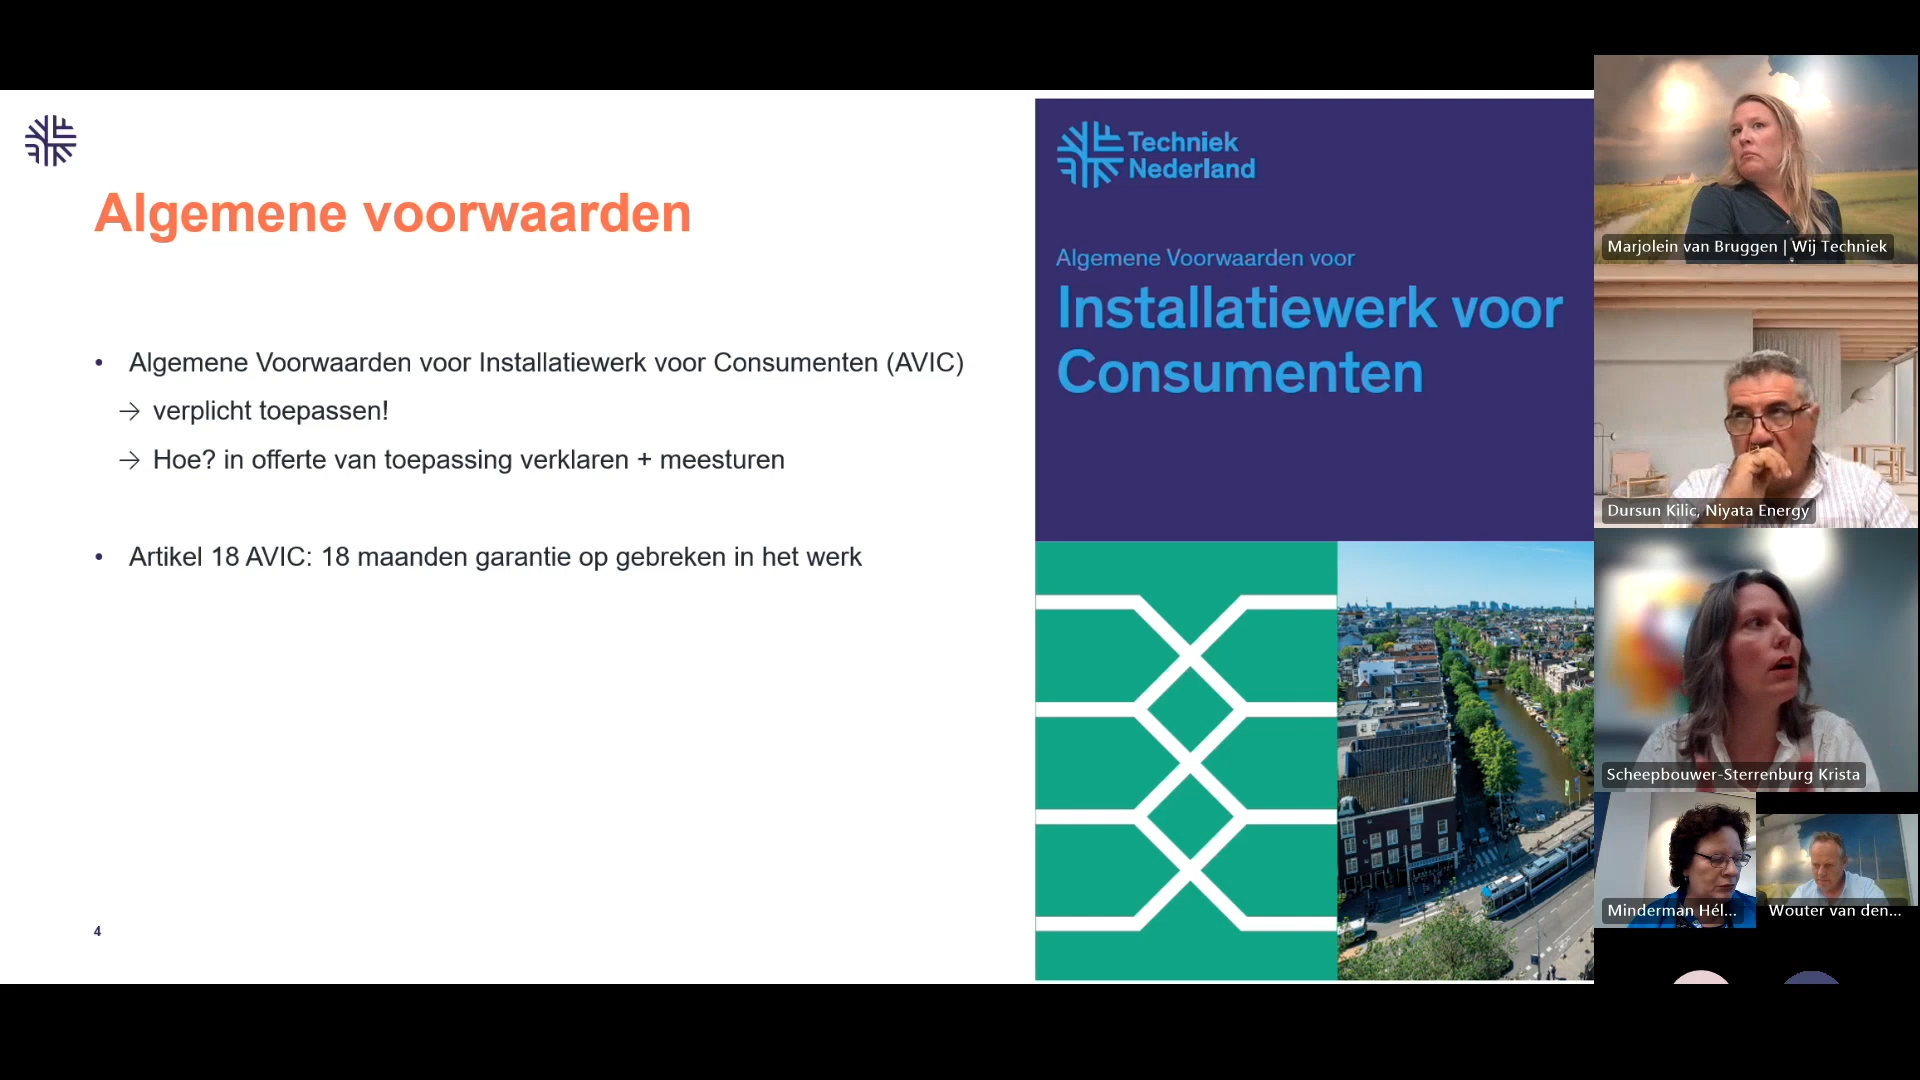 Algemene voorwaarden
• Algemene Voorwaarden voor Installatiewerk voor Consumenten (AVIC)
→ verplicht toepassen!
→ Hoe? in offerte van toepassing verklaren + meesturen
• Artikel 18 AVIC: 18 maanden garantie op gebreken in het werk
4
Techniek
Nederland
Algemene Voorwaarden voor
Installatiewerk voor
Consumenten
Marjolein van Bruggen | Wij Techniek
Dursun Kilic, Niyata Energy
Scheepbouwer-Sterrenburg Krista
Minderman Hél...
Wouter van den...